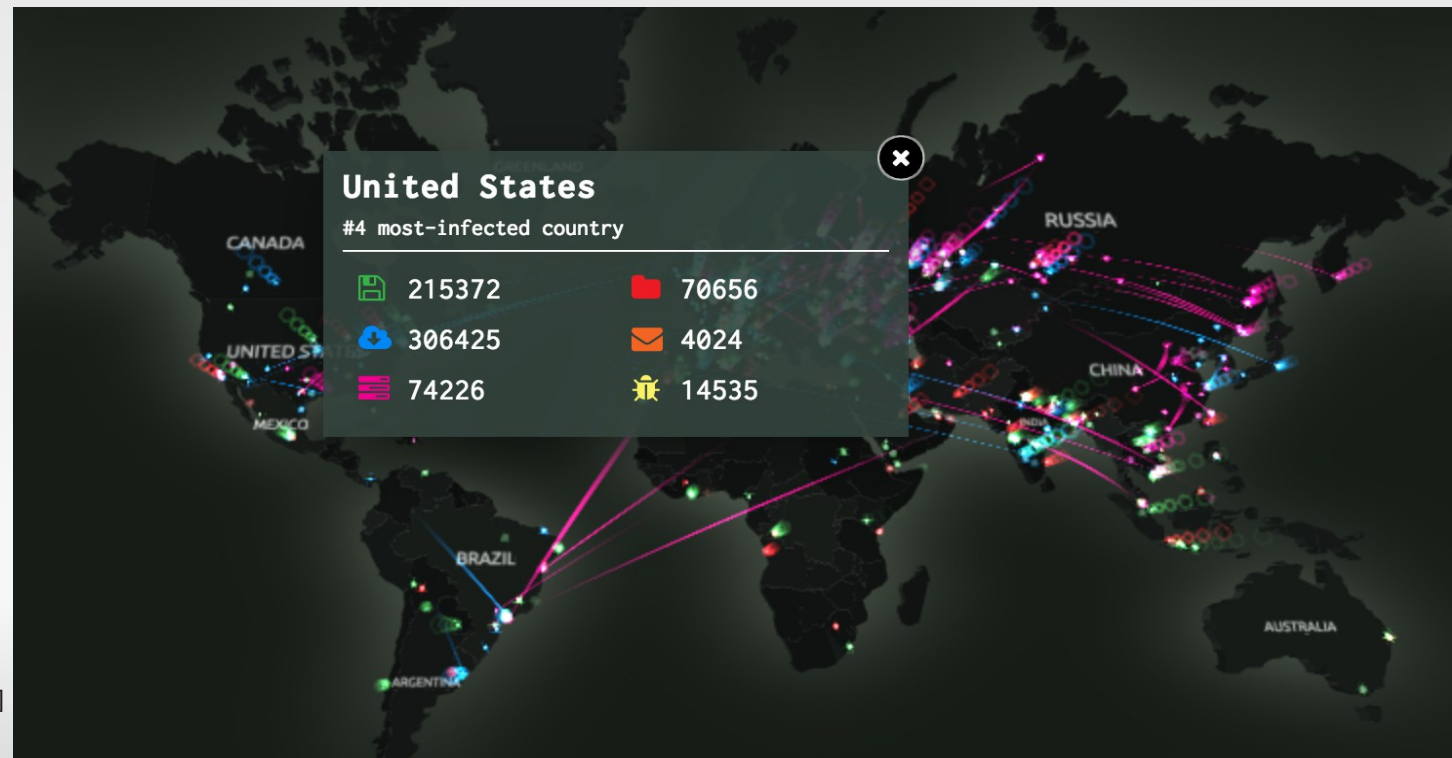 GREENLAND
United States
#4 most-infected country
215372
70656
306425
4024
74226
14535
CANADA
UNITED STATES
MEXICO
BRAZIL
ARGENTINA
RUSSIA
CHINA
INDIA
AUSTRALIA